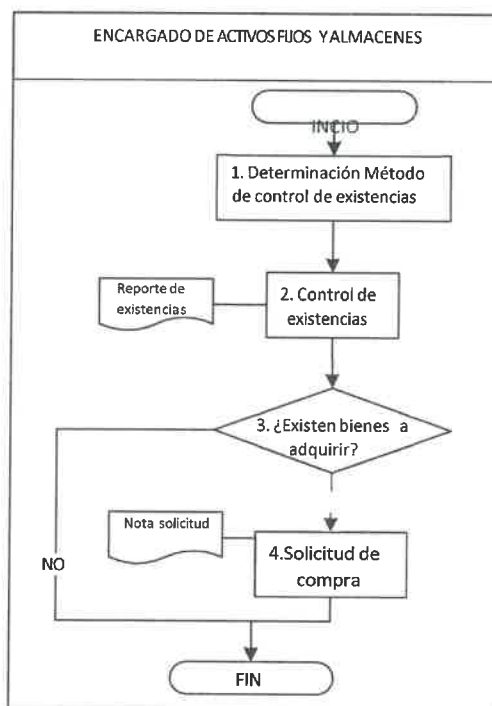 ENCARGADO DE ACTIVOS FIJOS Y ALMACENES
INCIO
1. Determinación Método
de control de existencias
Reporte de
existencias
2. Control de
existencias
3. ¿Existen bienes a
adquirir?
Nota solicitud
4.Solicitud de
compra
NO
FIN